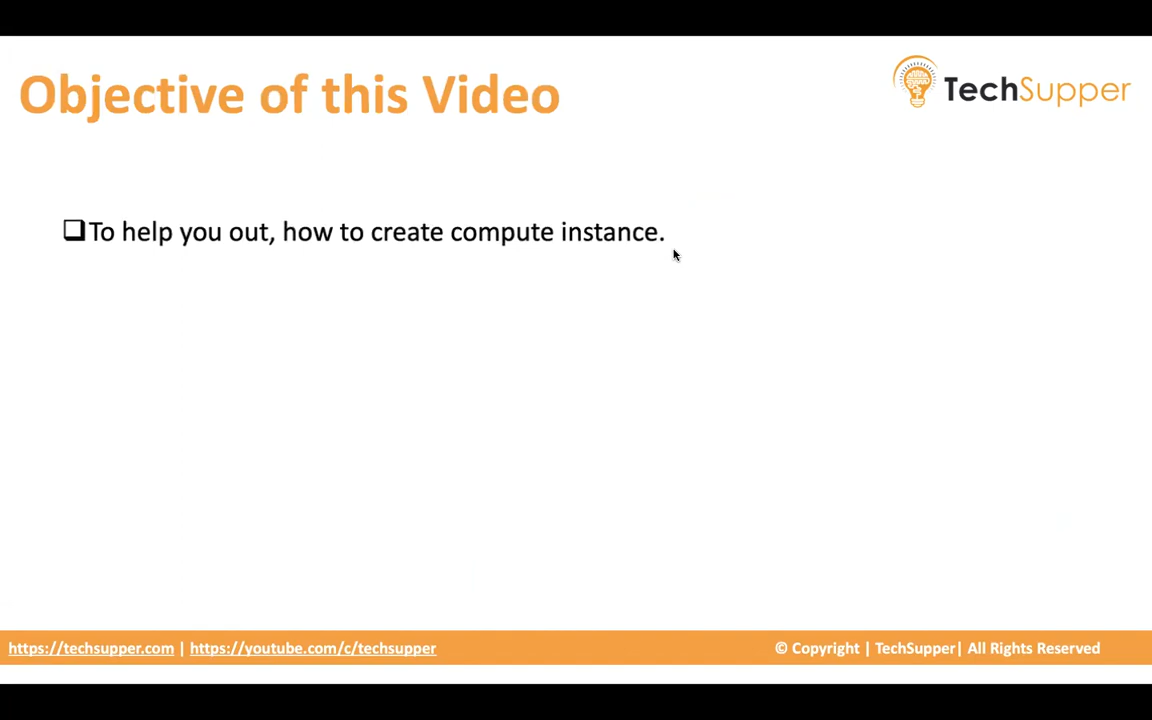 Objective of this Video
TechSupper
To help you out, how to create compute instance.
https://techsupper.com | https://youtube.com/c/techsupper
© Copyright | TechSupper| All Rights Reserved